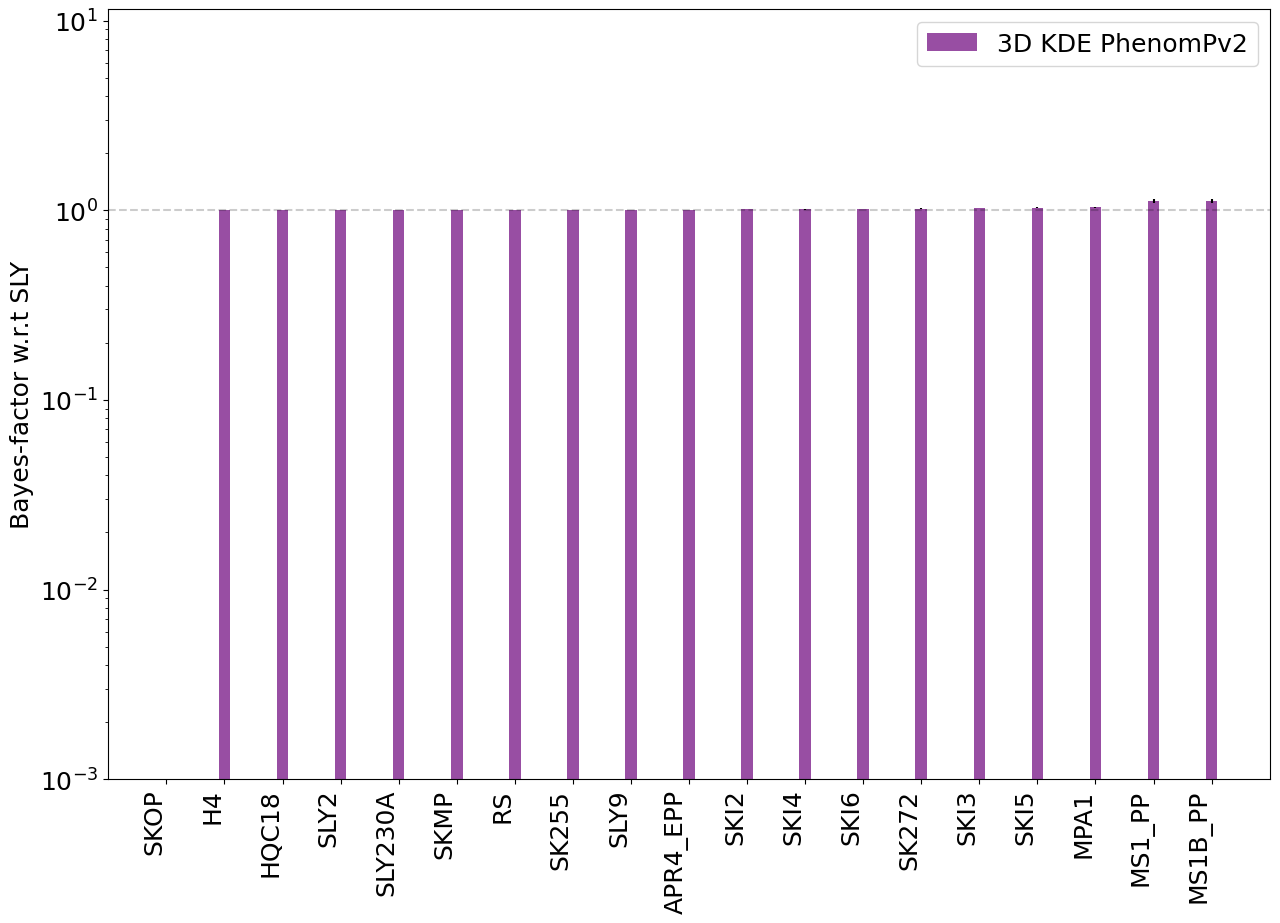 3D KDE PhenomPv2
Bayes-factor w.r.t SLY
10¹
10⁰
10⁻¹
10⁻²
10⁻³
SKOP
H4
HQC18
SLY2
SLY230A
SKMP
RS
SK255
SLY9
APR4_EPP
SKI2
SKI4
SKI6
SK272
SKI3
SKI5
MPA1
MS1_PP
MS1B_PP